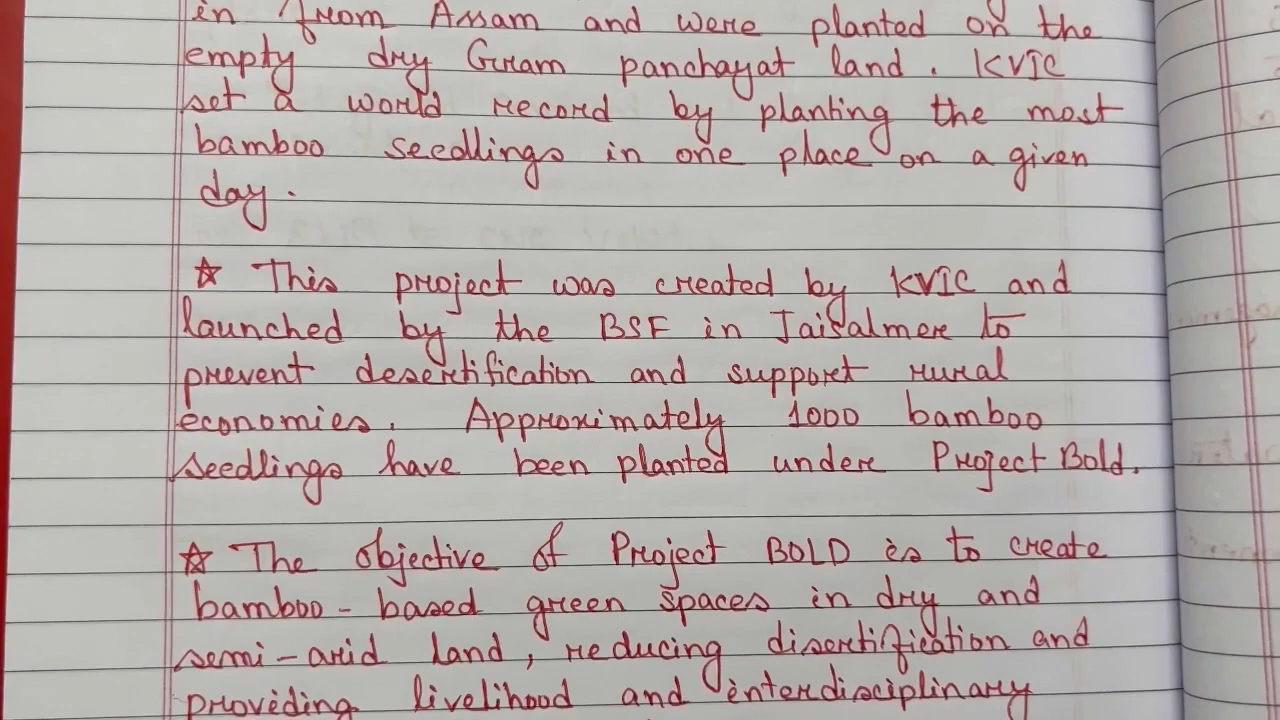 in from Assam and were planted on the
empty dry Gram panchayat land. KVIC
set a world record by planting the most
bamboo seedlings in one place on a given
day.
☆ This project was created by KVIC and
launched by the BSF in Jaisalmer to
prevent desertification and support rural
economies. Approximately 1000 bamboo
seedlings have been planted under Project Bold.
☆ The objective of Project BOLD is to create
bamboo-based green spaces in dry and
semi-arid land, reducing disertification and
providing livelihood and interdisciplinary